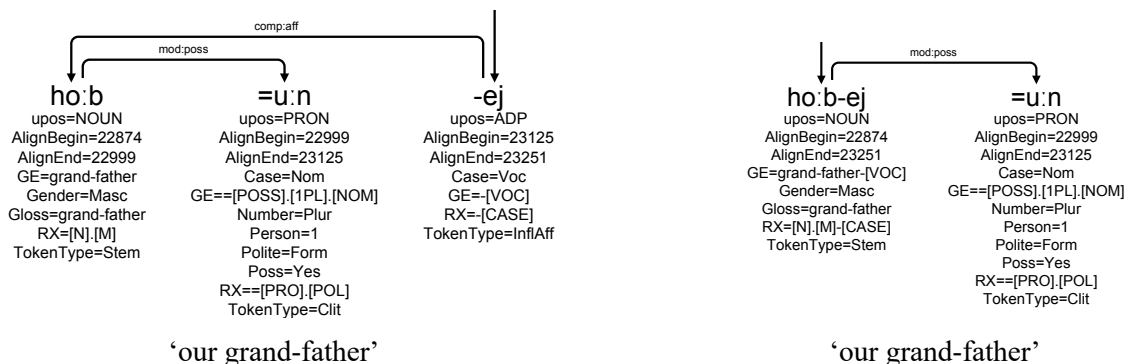 comp:aff
mod:poss
ho:b =u:n -ej
upos=NOUN upos=PRON upos=ADP
AlignBegin=22874 AlignBegin=22999 AlignBegin=23125
AlignEnd=22999 AlignEnd=23125 AlignEnd=23251
GE=grand-father Case=Nom Case=Voc
Gender=Masc GE==[POSS].[1PL].[NOM] GE=-[VOC]
Gloss=grand-father Number=Plur RX=-[CASE]
RX=[N].[M] Person=1 TokenType=InflAff
TokenType=Stem Polite=Form
Poss=Yes
RX==[PRO].[POL]
TokenType=Clit
‘our grand-father’
mod:poss
ho:b-ej =u:n
upos=NOUN upos=PRON
AlignBegin=22874 AlignBegin=22999
AlignEnd=23251 AlignEnd=23125
GE=grand-father-[VOC] Case=Nom
Gender=Masc GE==[POSS].[1PL].[NOM]
Gloss=grand-father Number=Plur
RX=[N].[M]-[CASE] Person=1
TokenType=Stem Polite=Form
Poss=Yes
RX==[PRO].[POL]
TokenType=Clit
‘our grand-father’